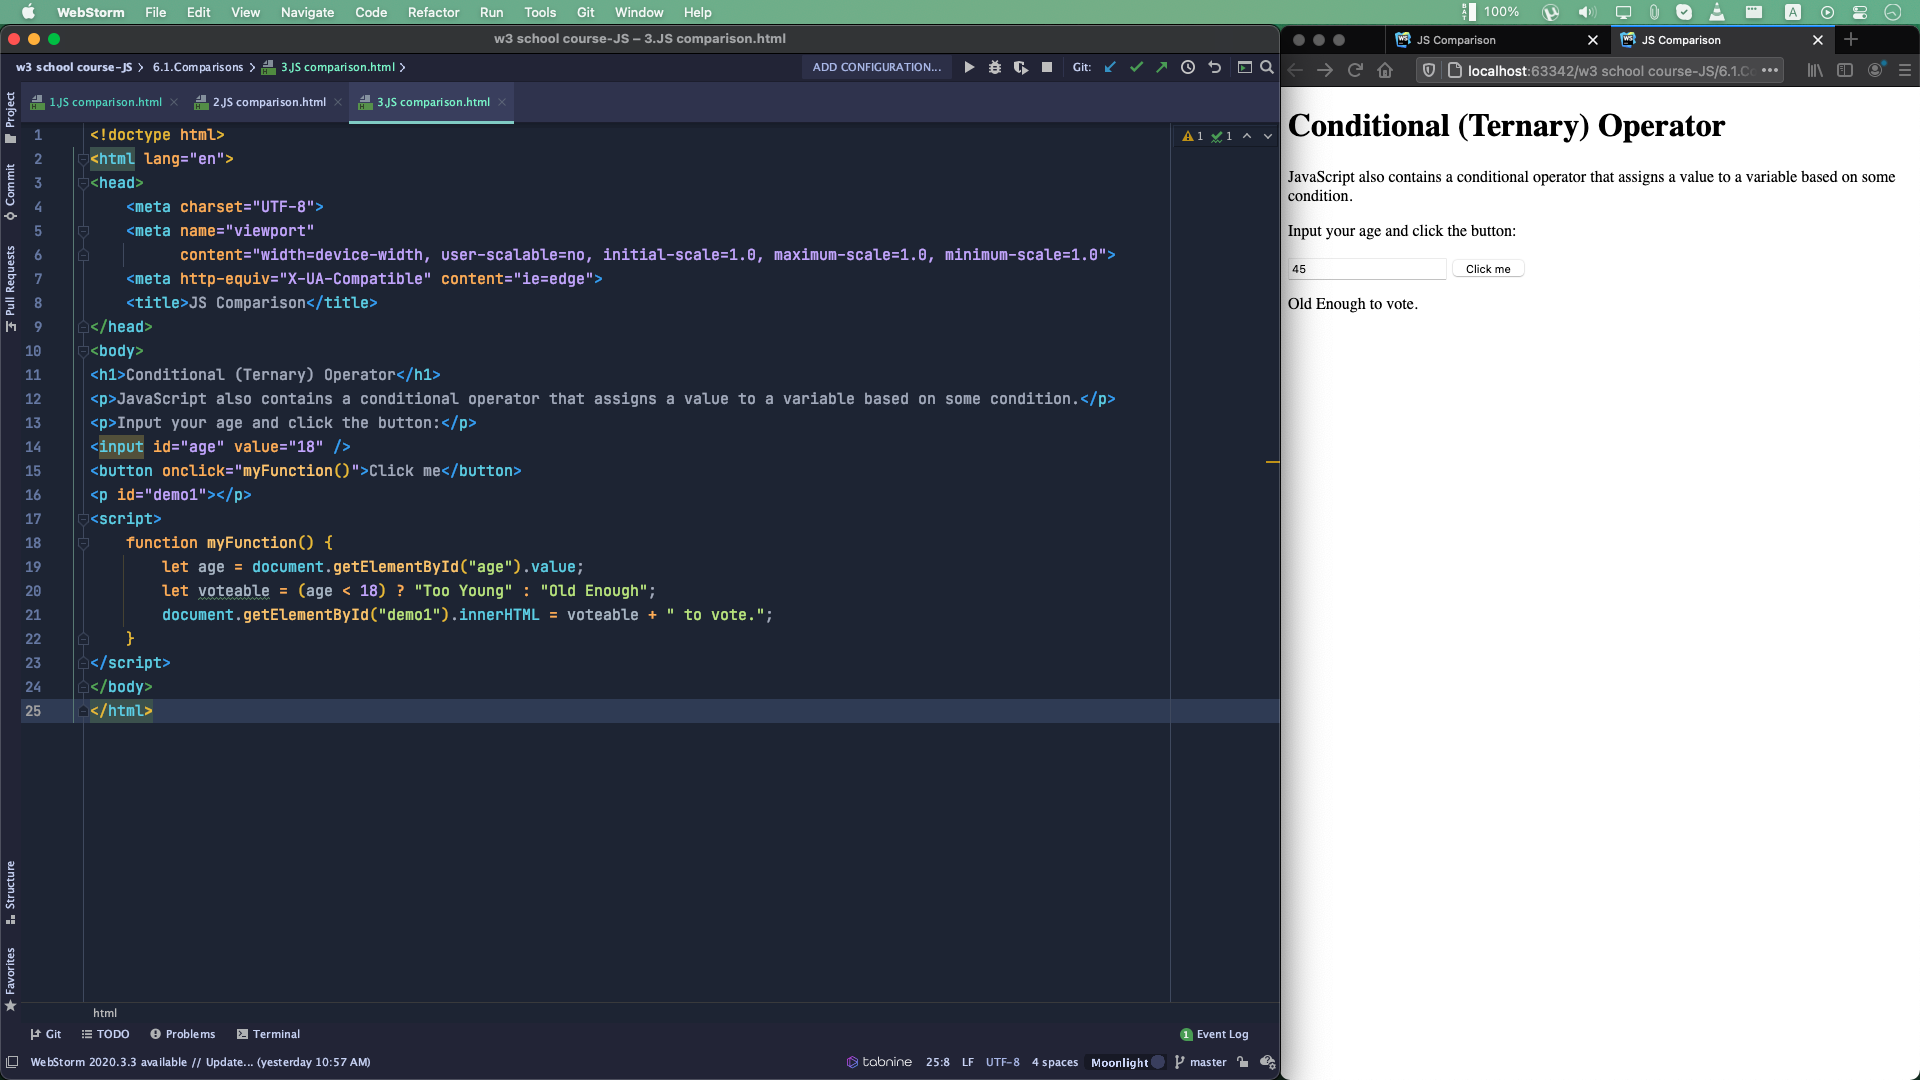 WebStorm File Edit View Navigate Code Refactor Run Tools Git Window Help
BAT 100% A
w3 school course-JS – 3.JS comparison.html
w3 school course-JS 6.1.Comparisons 3.JS comparison.html
ADD CONFIGURATION... Git:
1.JS comparison.html 2.JS comparison.html 3.JS comparison.html
Project
Commit
Pull Requests
Structure
Favorites
1 1
1 <!doctype html>
2 <html lang="en">
3 <head>
4 <meta charset="UTF-8">
5 <meta name="viewport"
6 content="width=device-width, user-scalable=no, initial-scale=1.0, maximum-scale=1.0, minimum-scale=1.0">
7 <meta http-equiv="X-UA-Compatible" content="ie=edge">
8 <title>JS Comparison</title>
9 </head>
10 <body>
11 <h1>Conditional (Ternary) Operator</h1>
12 <p>JavaScript also contains a conditional operator that assigns a value to a variable based on some condition.</p>
13 <p>Input your age and click the button:</p>
14 <input id="age" value="18" />
15 <button onclick="myFunction()">Click me</button>
16 <p id="demo1"></p>
17 <script>
18 function myFunction() {
19 let age = document.getElementById("age").value;
20 let voteable = (age < 18) ? "Too Young" : "Old Enough";
21 document.getElementById("demo1").innerHTML = voteable + " to vote.";
22 }
23 </script>
24 </body>
25 </html>
html
Git TODO Problems Terminal
1 Event Log
WebStorm 2020.3.3 available // Update... (yesterday 10:57 AM)
tabnine 25:8 LF UTF-8 4 spaces Moonlight master
JS Comparison JS Comparison
localhost:63342/w3 school course-JS/6.1.Co
Conditional (Ternary) Operator
JavaScript also contains a conditional operator that assigns a value to a variable based on some
condition.
Input your age and click the button:
45 Click me
Old Enough to vote.